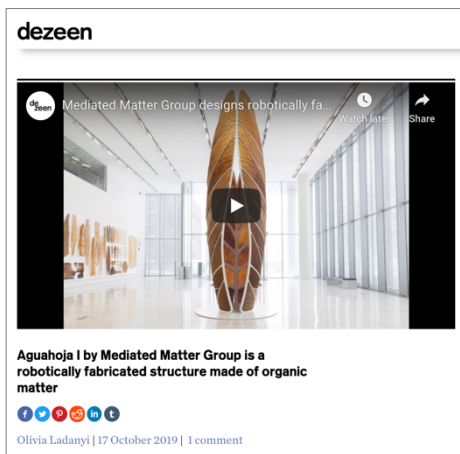 dezeen
de
zeen
Mediated Matter Group designs robotically fa...
Watch later
Share
Aguahoja I by Mediated Matter Group is a
robotically fabricated structure made of organic
matter
Olivia Ladanyi | 17 October 2019 | 1 comment